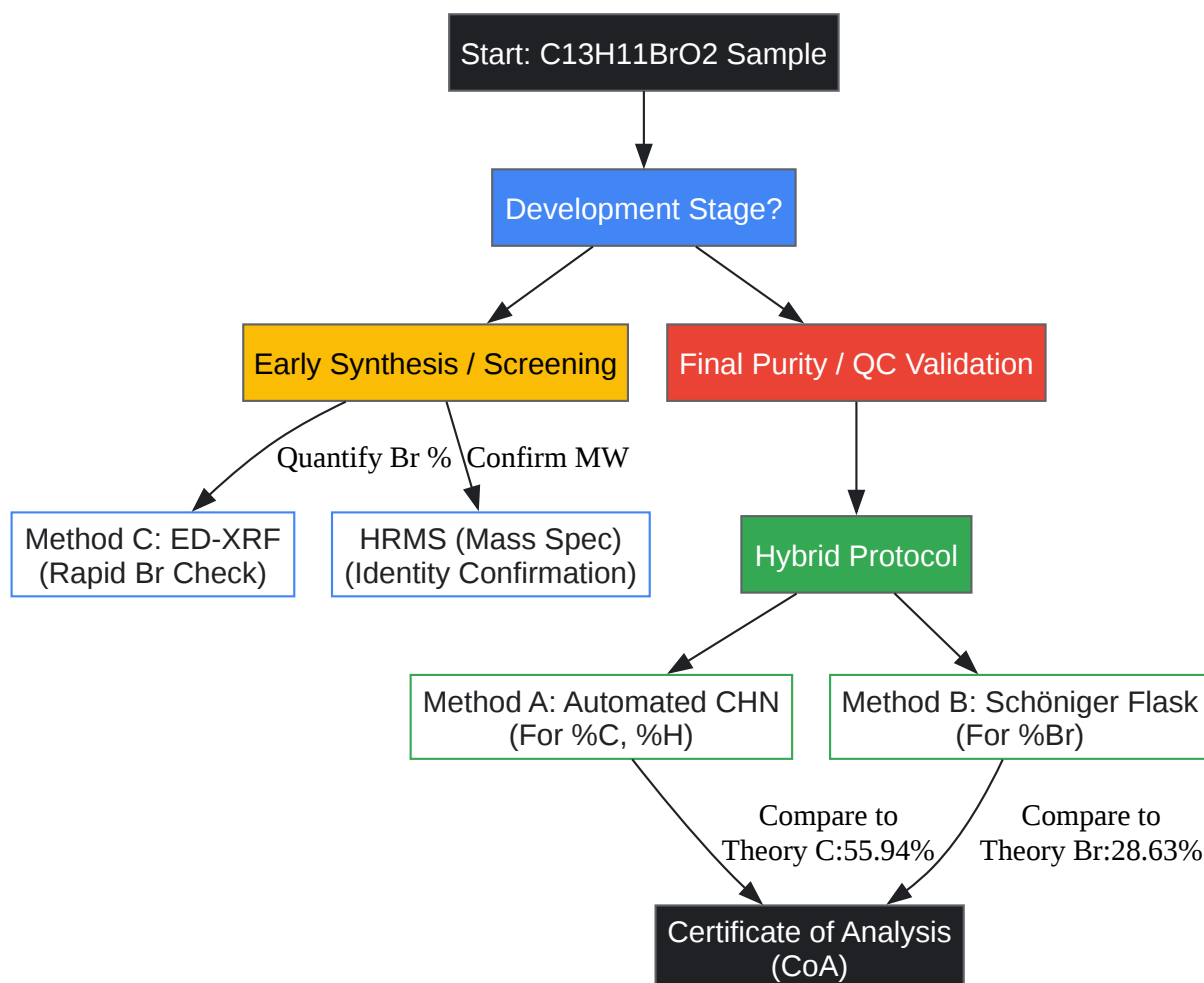 Start: C13H11BrO2 Sample
Development Stage?
Early Synthesis / Screening
Final Purity / QC Validation
Quantify Br %
Confirm MW
Method C: ED-XRF
(Rapid Br Check)
HRMS (Mass Spec)
(Identity Confirmation)
Hybrid Protocol
Method A: Automated CHN
(For %C, %H)
Method B: Schöniger Flask
(For %Br)
Compare to
Theory C:55.94%
Compare to
Theory Br:28.63%
Certificate of Analysis
(CoA)